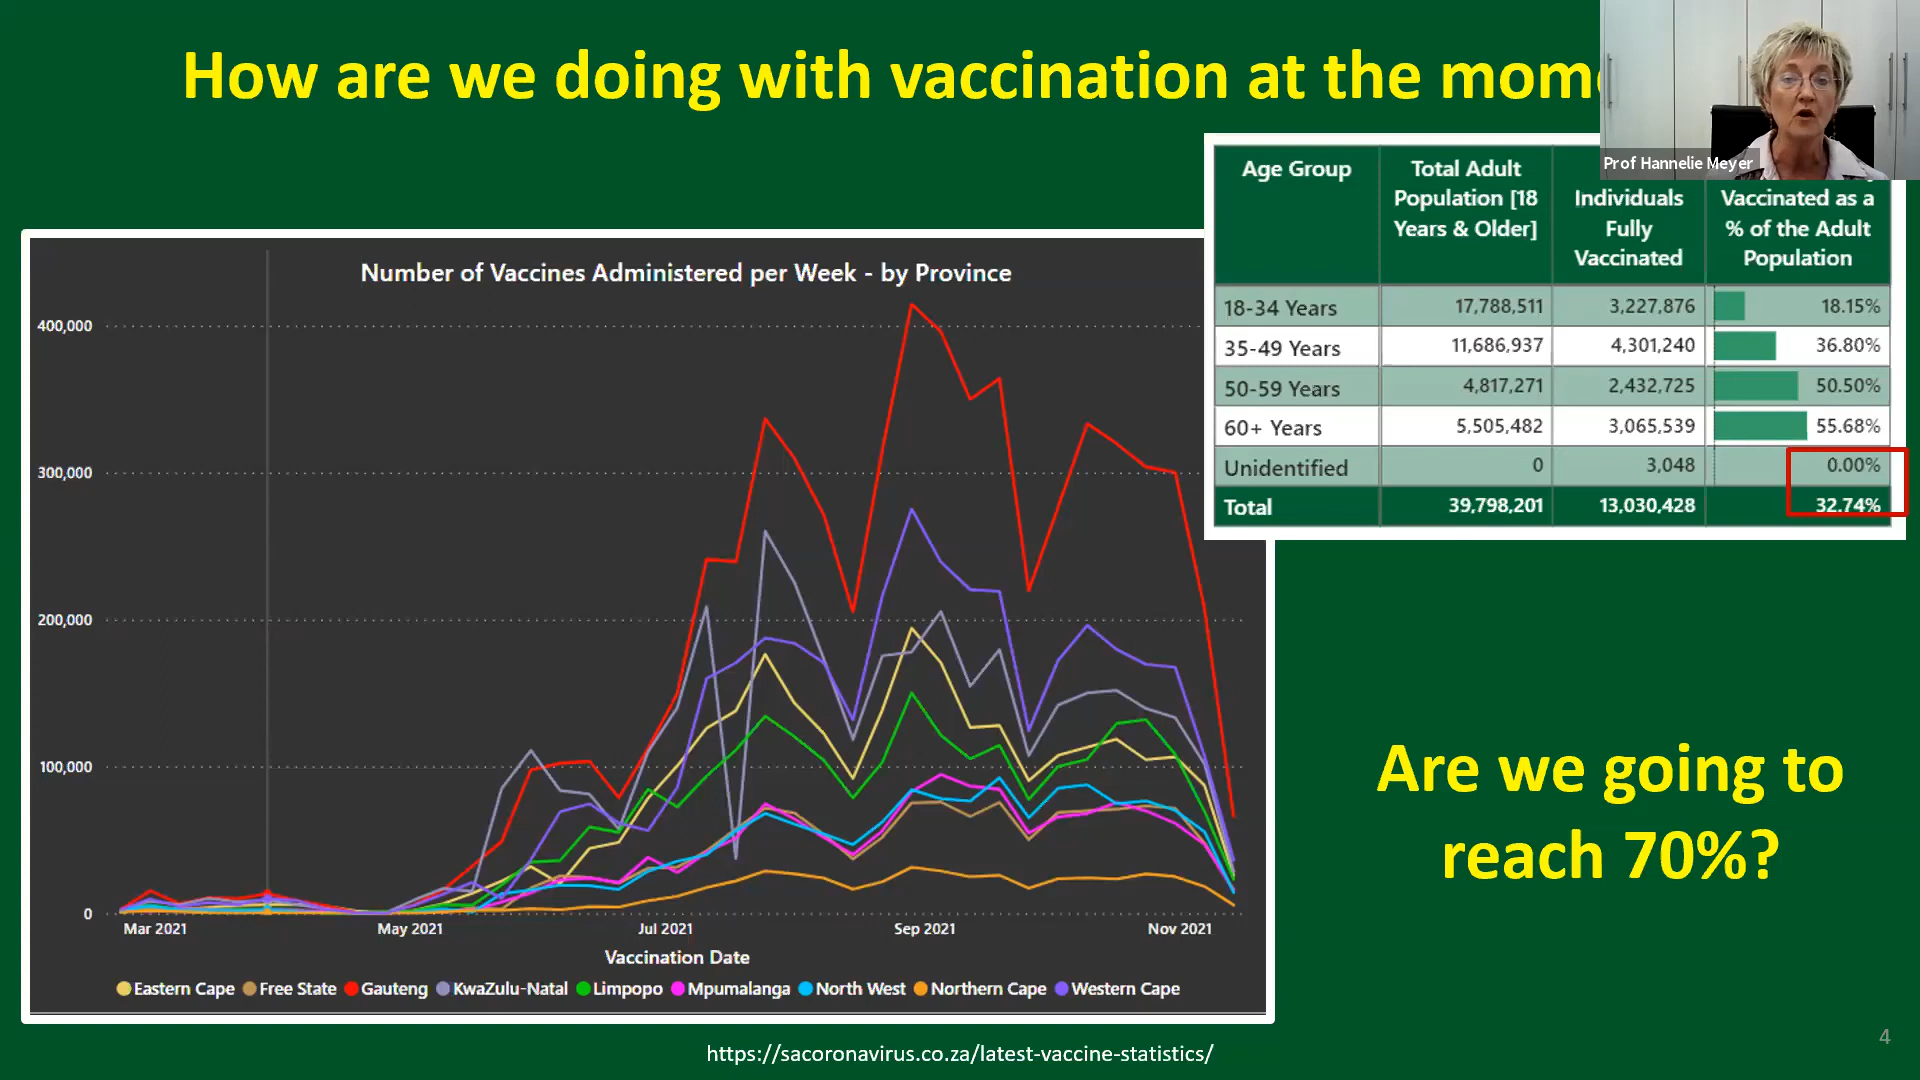 How are we doing with vaccination at the mom
Prof Hannelie Meyer
Age Group
Total Adult
Population [18
Years & Older]
Individuals
Fully
Vaccinated
Vaccinated as a
% of the Adult
Population
18-34 Years 17,788,511 3,227,876 18.15%
35-49 Years 11,686,937 4,301,240 36.80%
50-59 Years 4,817,271 2,432,725 50.50%
60+ Years 5,505,482 3,065,539 55.68%
Unidentified 0 3,048 0.00%
Total 39,798,201 13,030,428 32.74%
Number of Vaccines Administered per Week - by Province
400,000
300,000
200,000
100,000
0
Mar 2021 May 2021 Jul 2021 Sep 2021 Nov 2021
Vaccination Date
Eastern Cape Free State Gauteng KwaZulu-Natal Limpopo Mpumalanga North West Northern Cape Western Cape
Are we going to
reach 70%?
https://sacoronavirus.co.za/latest-vaccine-statistics/
4